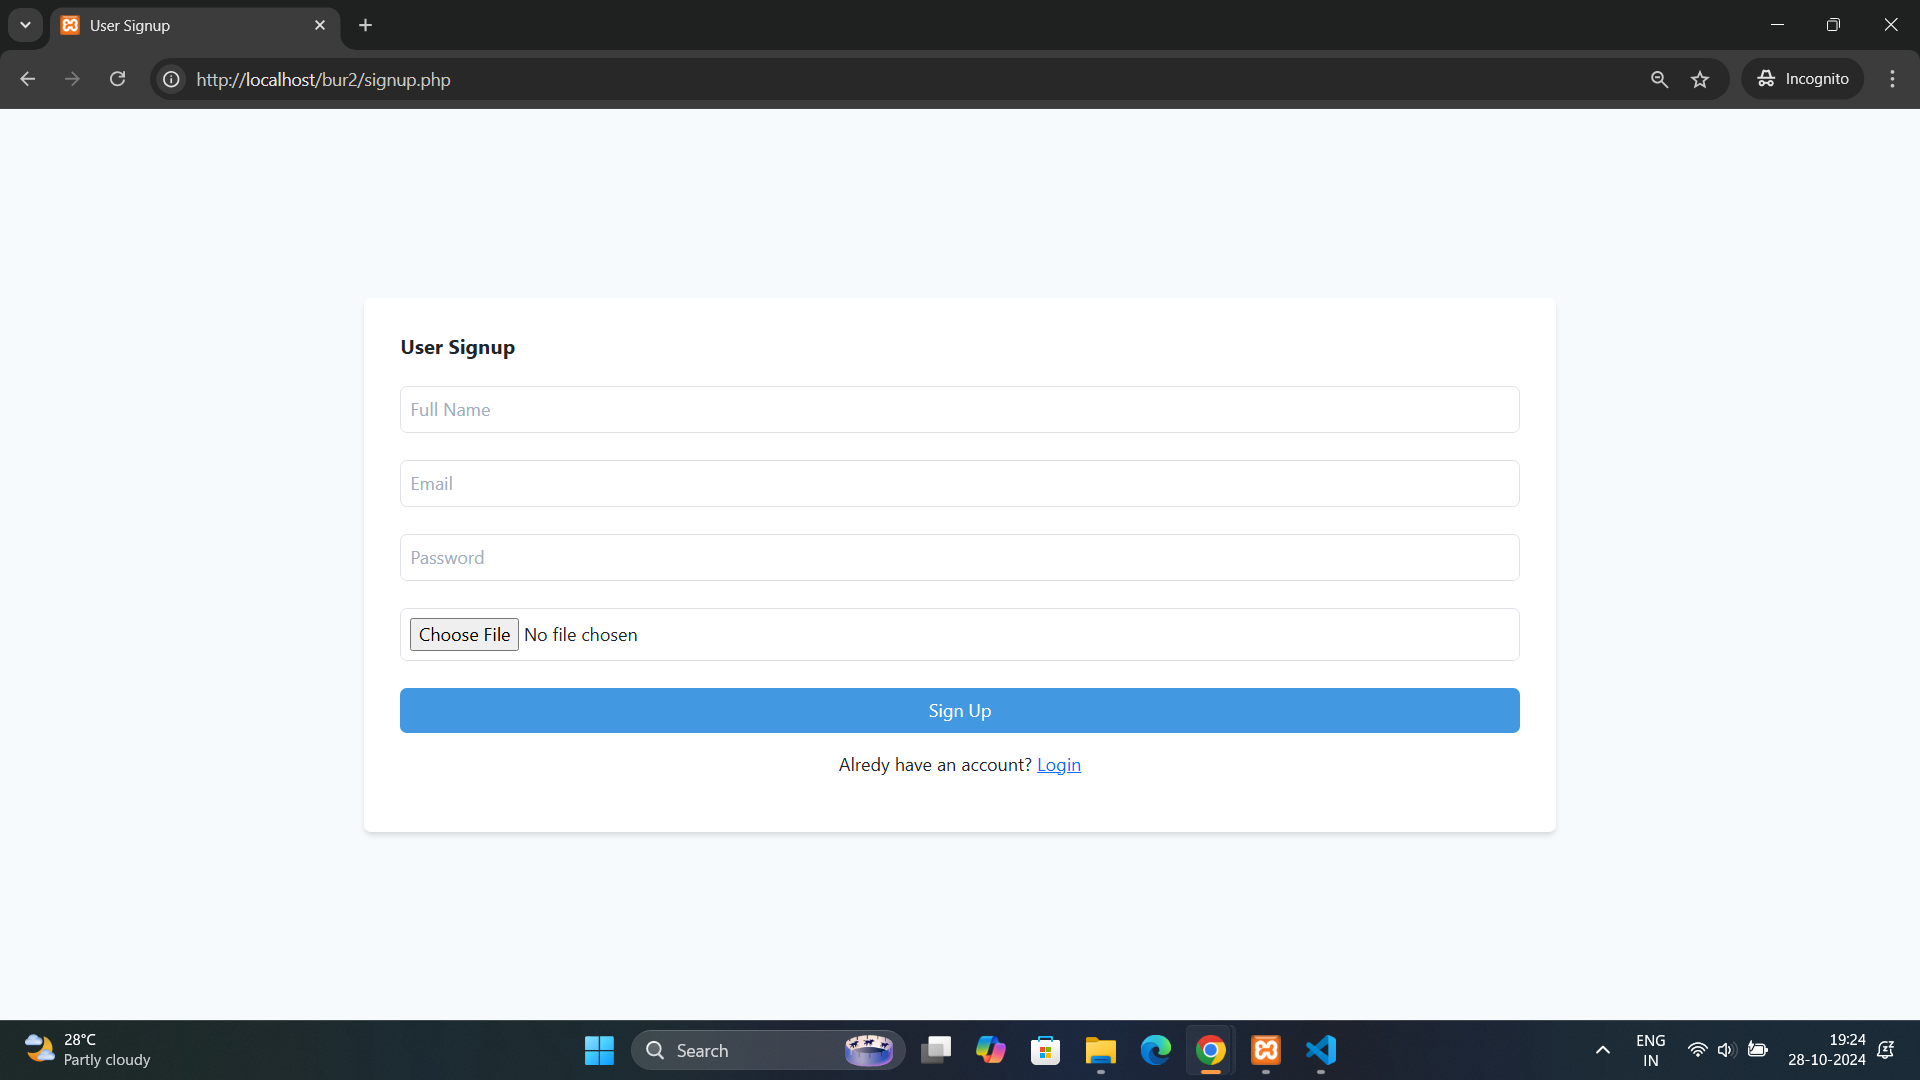 User Signup
http://localhost/bur2/signup.php
Incognito
User Signup
Full Name
Email
Password
Choose File No file chosen
Sign Up
Alredy have an account? Login
28°C
Partly cloudy
Search
ENG
IN
19:24
28-10-2024